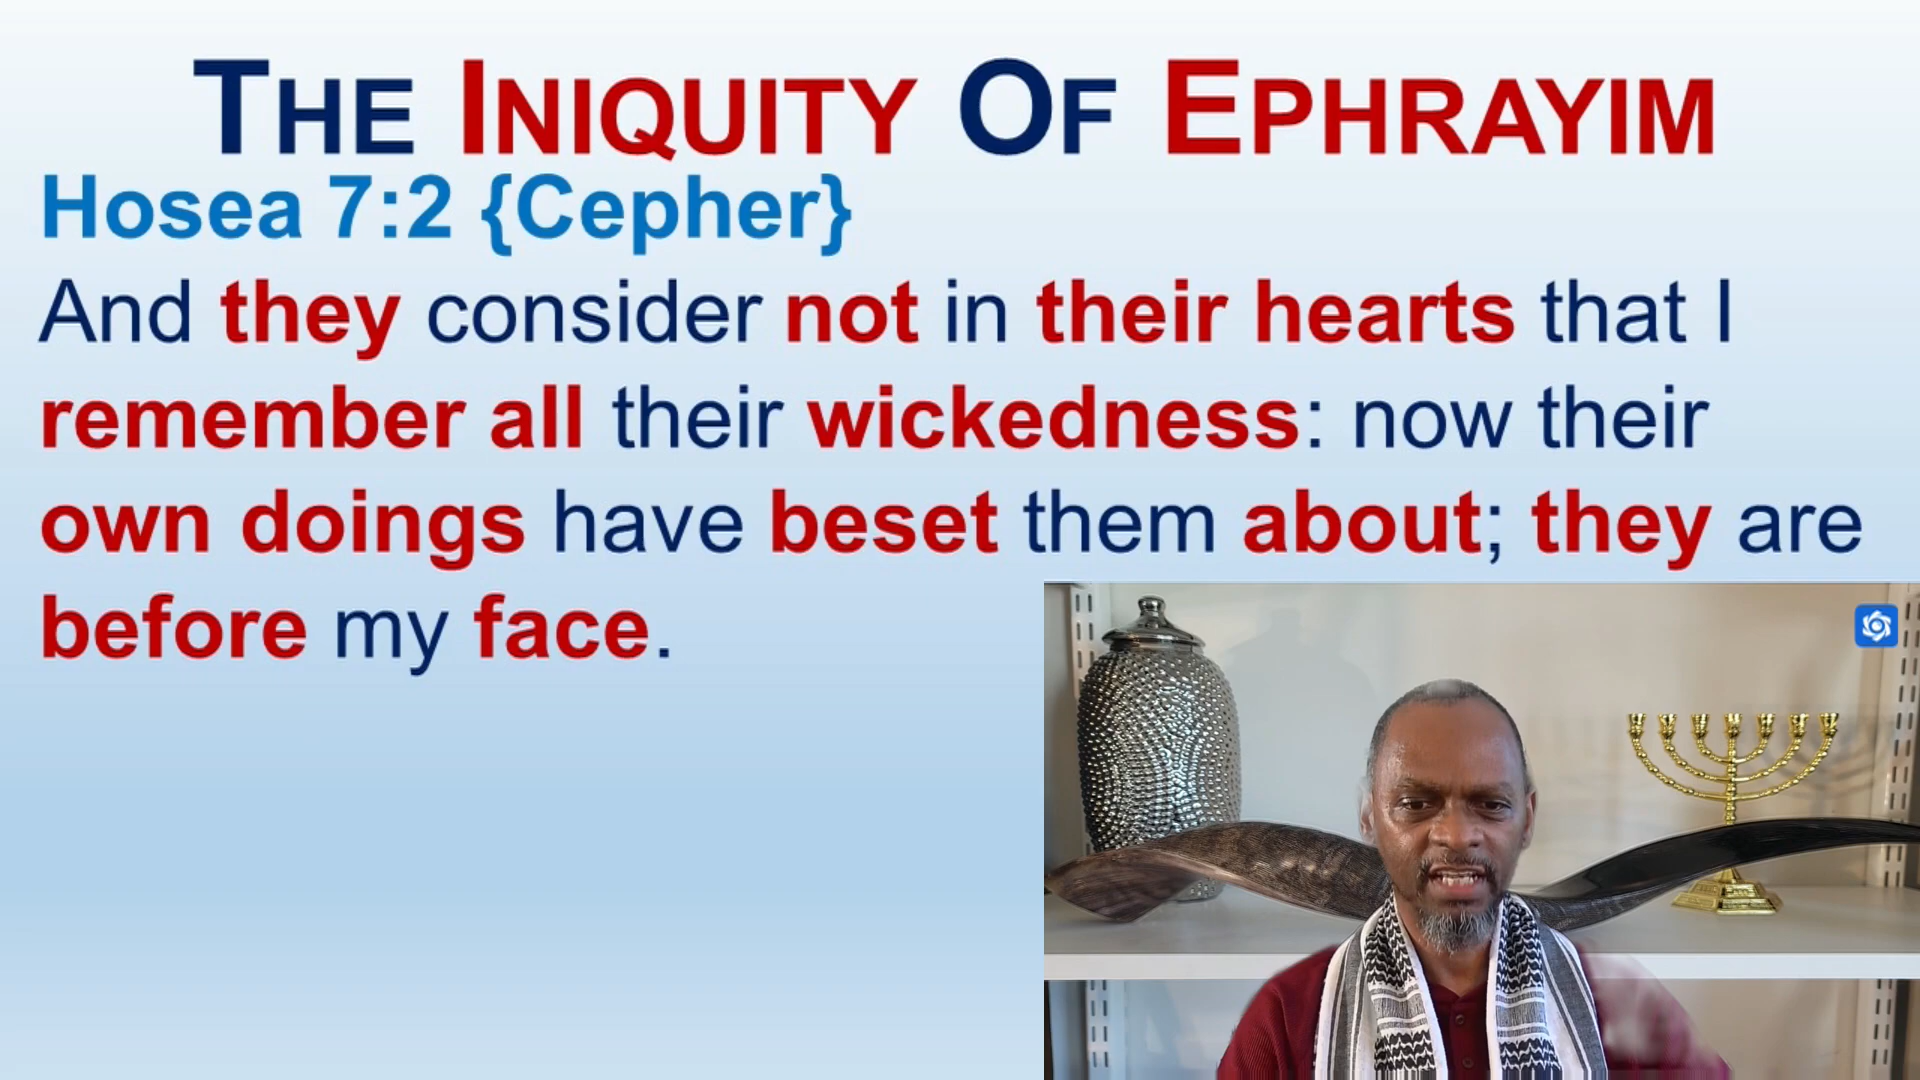 THE INIQUITY OF EPHRAYIM
Hosea 7:2 {Cepher}
And they consider not in their hearts that I
remember all their wickedness: now their
own doings have beset them about; they are
before my face.